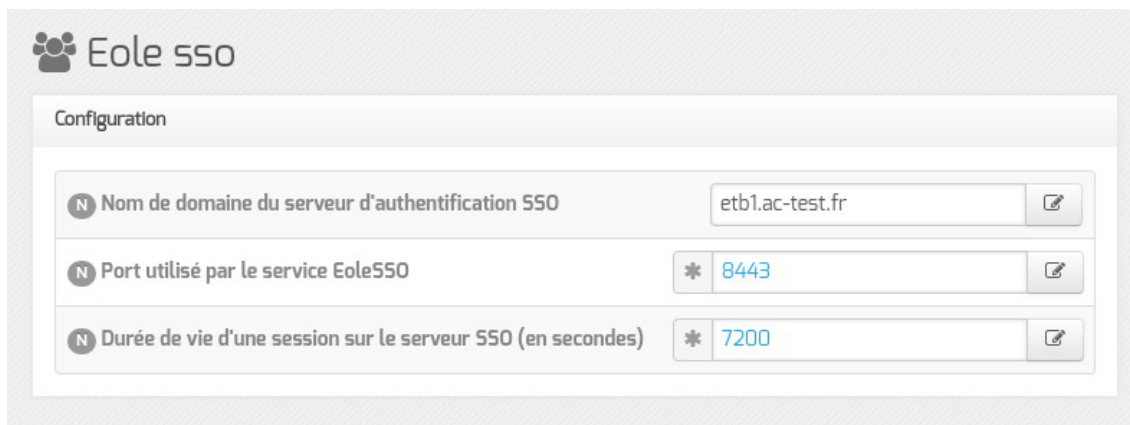 Eole sso
Configuration
N Nom de domaine du serveur d'authentification SSO etb1.ac-test.fr
N Port utilisé par le service EoleSSO * 8443
N Durée de vie d'une session sur le serveur SSO (en secondes) * 7200